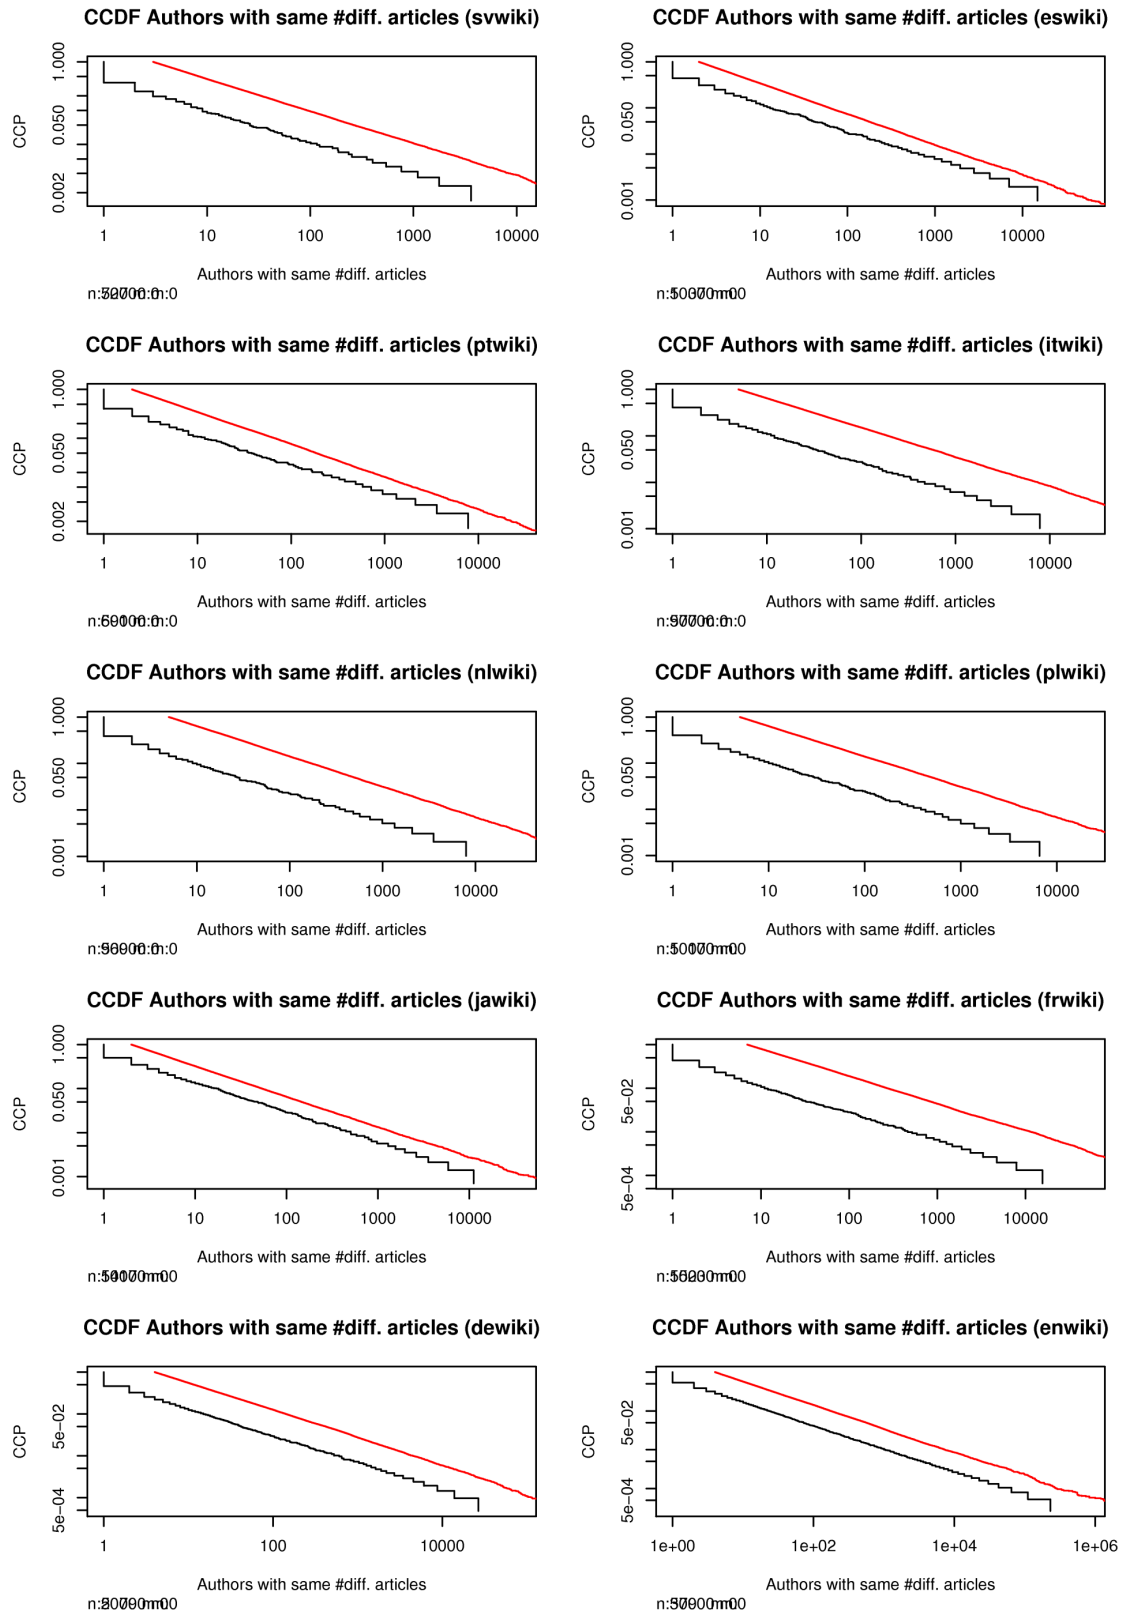 CCDF Authors with same #diff. articles (svwiki)
CCP
1.000
0.050
0.002
1 10 100 1000 10000
Authors with same #diff. articles
CCDF Authors with same #diff. articles (eswiki)
CCP
1.000
0.050
0.001
1 10 100 1000 10000
Authors with same #diff. articles
CCDF Authors with same #diff. articles (ptwiki)
CCP
1.000
0.050
0.002
1 10 100 1000 10000
Authors with same #diff. articles
CCDF Authors with same #diff. articles (itwiki)
CCP
1.000
0.050
0.001
1 10 100 1000 10000
Authors with same #diff. articles
CCDF Authors with same #diff. articles (nlwiki)
CCP
1.000
0.050
0.001
1 10 100 1000 10000
Authors with same #diff. articles
CCDF Authors with same #diff. articles (plwiki)
CCP
1.000
0.050
0.001
1 10 100 1000 10000
Authors with same #diff. articles
CCDF Authors with same #diff. articles (jawiki)
CCP
1.000
0.050
0.001
1 10 100 1000 10000
Authors with same #diff. articles
CCDF Authors with same #diff. articles (frwiki)
CCP
5e−02
5e−04
1 10 100 1000 10000
Authors with same #diff. articles
CCDF Authors with same #diff. articles (dewiki)
CCP
5e−02
5e−04
1 100 10000
Authors with same #diff. articles
CCDF Authors with same #diff. articles (enwiki)
CCP
5e−02
5e−04
1e+00 1e+02 1e+04 1e+06
Authors with same #diff. articles